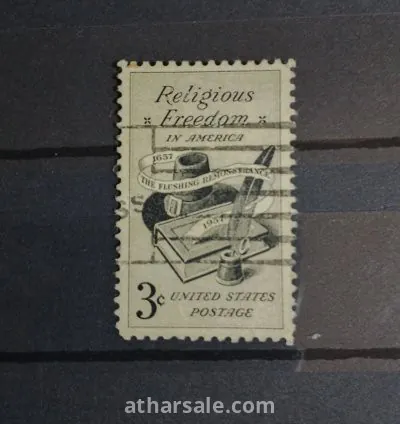 Religious
Freedom
IN AMERICA
1657
THE FLUSHING REMONSTRANCE
1957
3¢ UNITED STATES
POSTAGE
atharsale.com